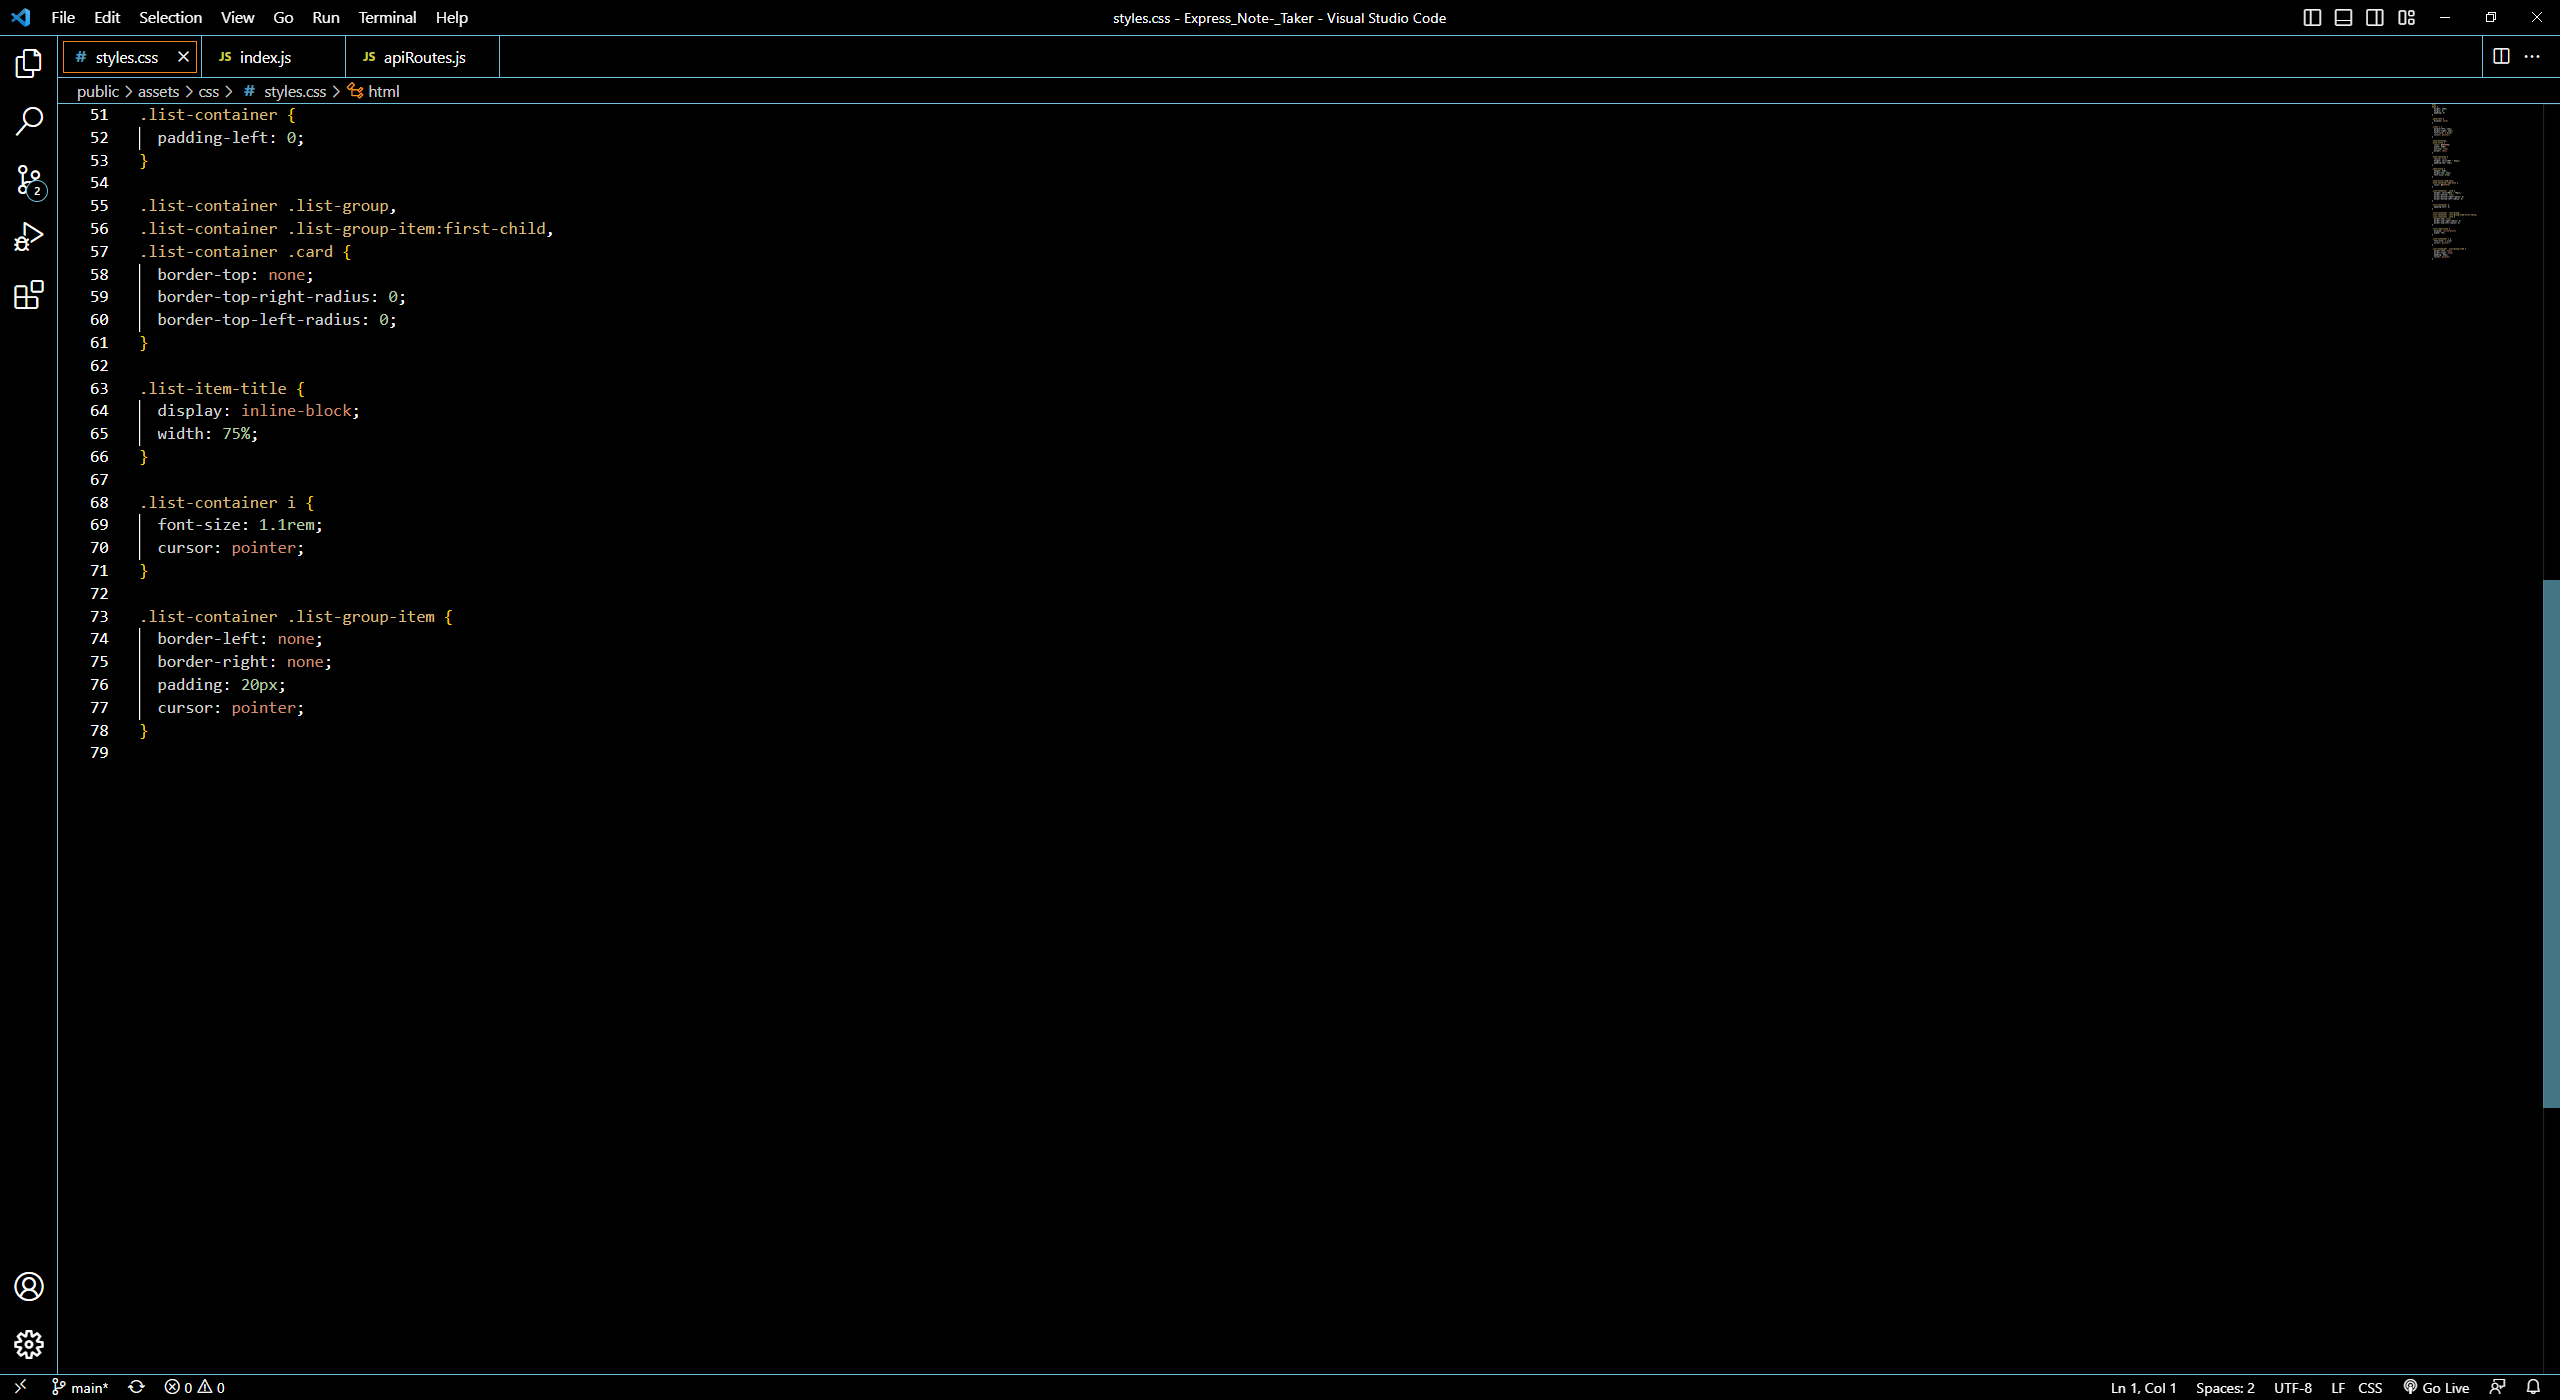 File Edit Selection View Go Run Terminal Help
styles.css - Express_Note-_Taker - Visual Studio Code
# styles.css JS index.js JS apiRoutes.js
public > assets > css > # styles.css > html
51 .list-container {
52 padding-left: 0;
53 }
54
55 .list-container .list-group,
56 .list-container .list-group-item:first-child,
57 .list-container .card {
58 border-top: none;
59 border-top-right-radius: 0;
60 border-top-left-radius: 0;
61 }
62
63 .list-item-title {
64 display: inline-block;
65 width: 75%;
66 }
67
68 .list-container i {
69 font-size: 1.1rem;
70 cursor: pointer;
71 }
72
73 .list-container .list-group-item {
74 border-left: none;
75 border-right: none;
76 padding: 20px;
77 cursor: pointer;
78 }
79
2
main* 0 0 Ln 1, Col 1 Spaces: 2 UTF-8 LF CSS Go Live